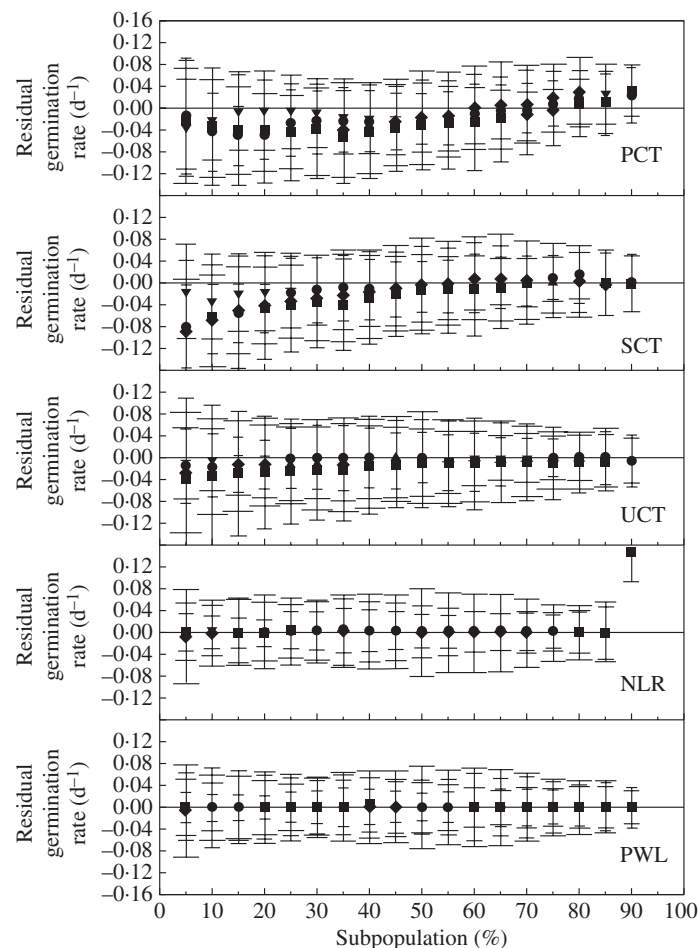 0·16
0·12
0·08
0·04
0·00
–0·04
–0·08
–0·12
Residual
germination
rate (d–1)
PCT
0·12
0·08
0·04
0·00
–0·04
–0·08
–0·12
Residual
germination
rate (d–1)
SCT
0·12
0·08
0·04
0·00
–0·04
–0·08
–0·12
Residual
germination
rate (d–1)
UCT
0·12
0·08
0·04
0·00
–0·04
–0·08
–0·12
Residual
germination
rate (d–1)
NLR
0·12
0·08
0·04
0·00
–0·04
–0·08
–0·12
–0·16
Residual
germination
rate (d–1)
PWL
0 10 20 30 40 50 60 70 80 90 100
Subpopulation (%)